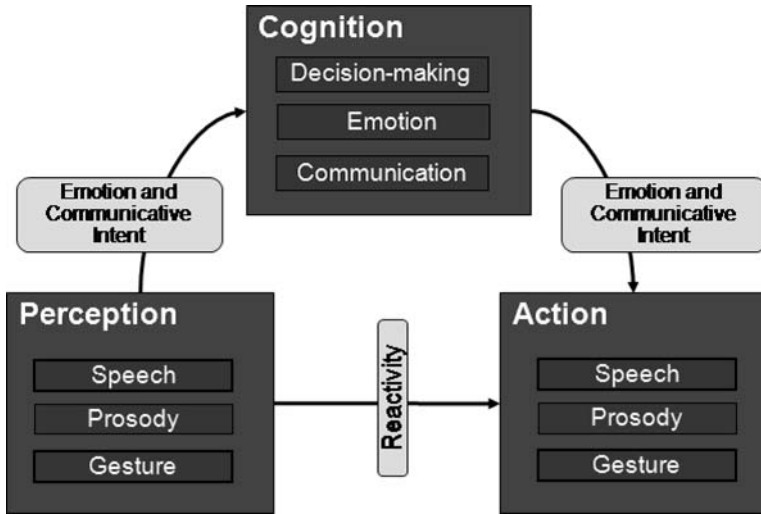 Cognition
Decision-making
Emotion
Communication
Emotion and
Communicative
Intent
Emotion and
Communicative
Intent
Perception
Speech
Prosody
Gesture
Reactivity
Action
Speech
Prosody
Gesture